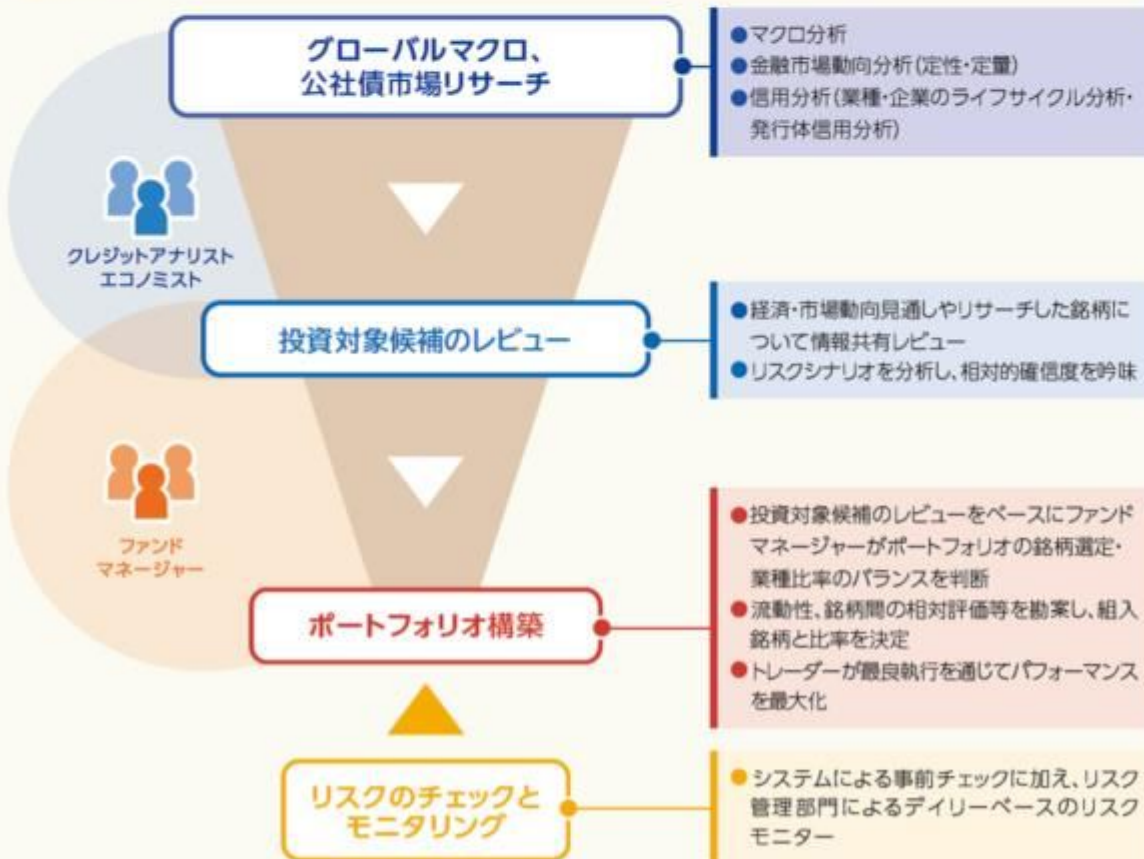 グローバルマクロ、
公社債市場リサーチ
●マクロ分析
●金融市場動向分析(定性・定量)
●信用分析(業種・企業のライフサイクル分析・
発行体信用分析)
クレジットアナリスト
エコノミスト
投資対象候補のレビュー
●経済・市場動向見通しやリサーチした銘柄に
ついて情報共有レビュー
●リスクシナリオを分析し、相対的確信度を吟味
ファンド
マネージャー
ポートフォリオ構築
●投資対象候補のレビューをベースにファンド
マネージャーがポートフォリオの銘柄選定・
業種比率のバランスを判断
●流動性、銘柄間の相対評価等を勘案し、組入
銘柄と比率を決定
●トレーダーが最良執行を通じてパフォーマンス
を最大化
リスクのチェックと
モニタリング
●システムによる事前チェックに加え、リスク
管理部門によるデイリーベースのリスク
モニター